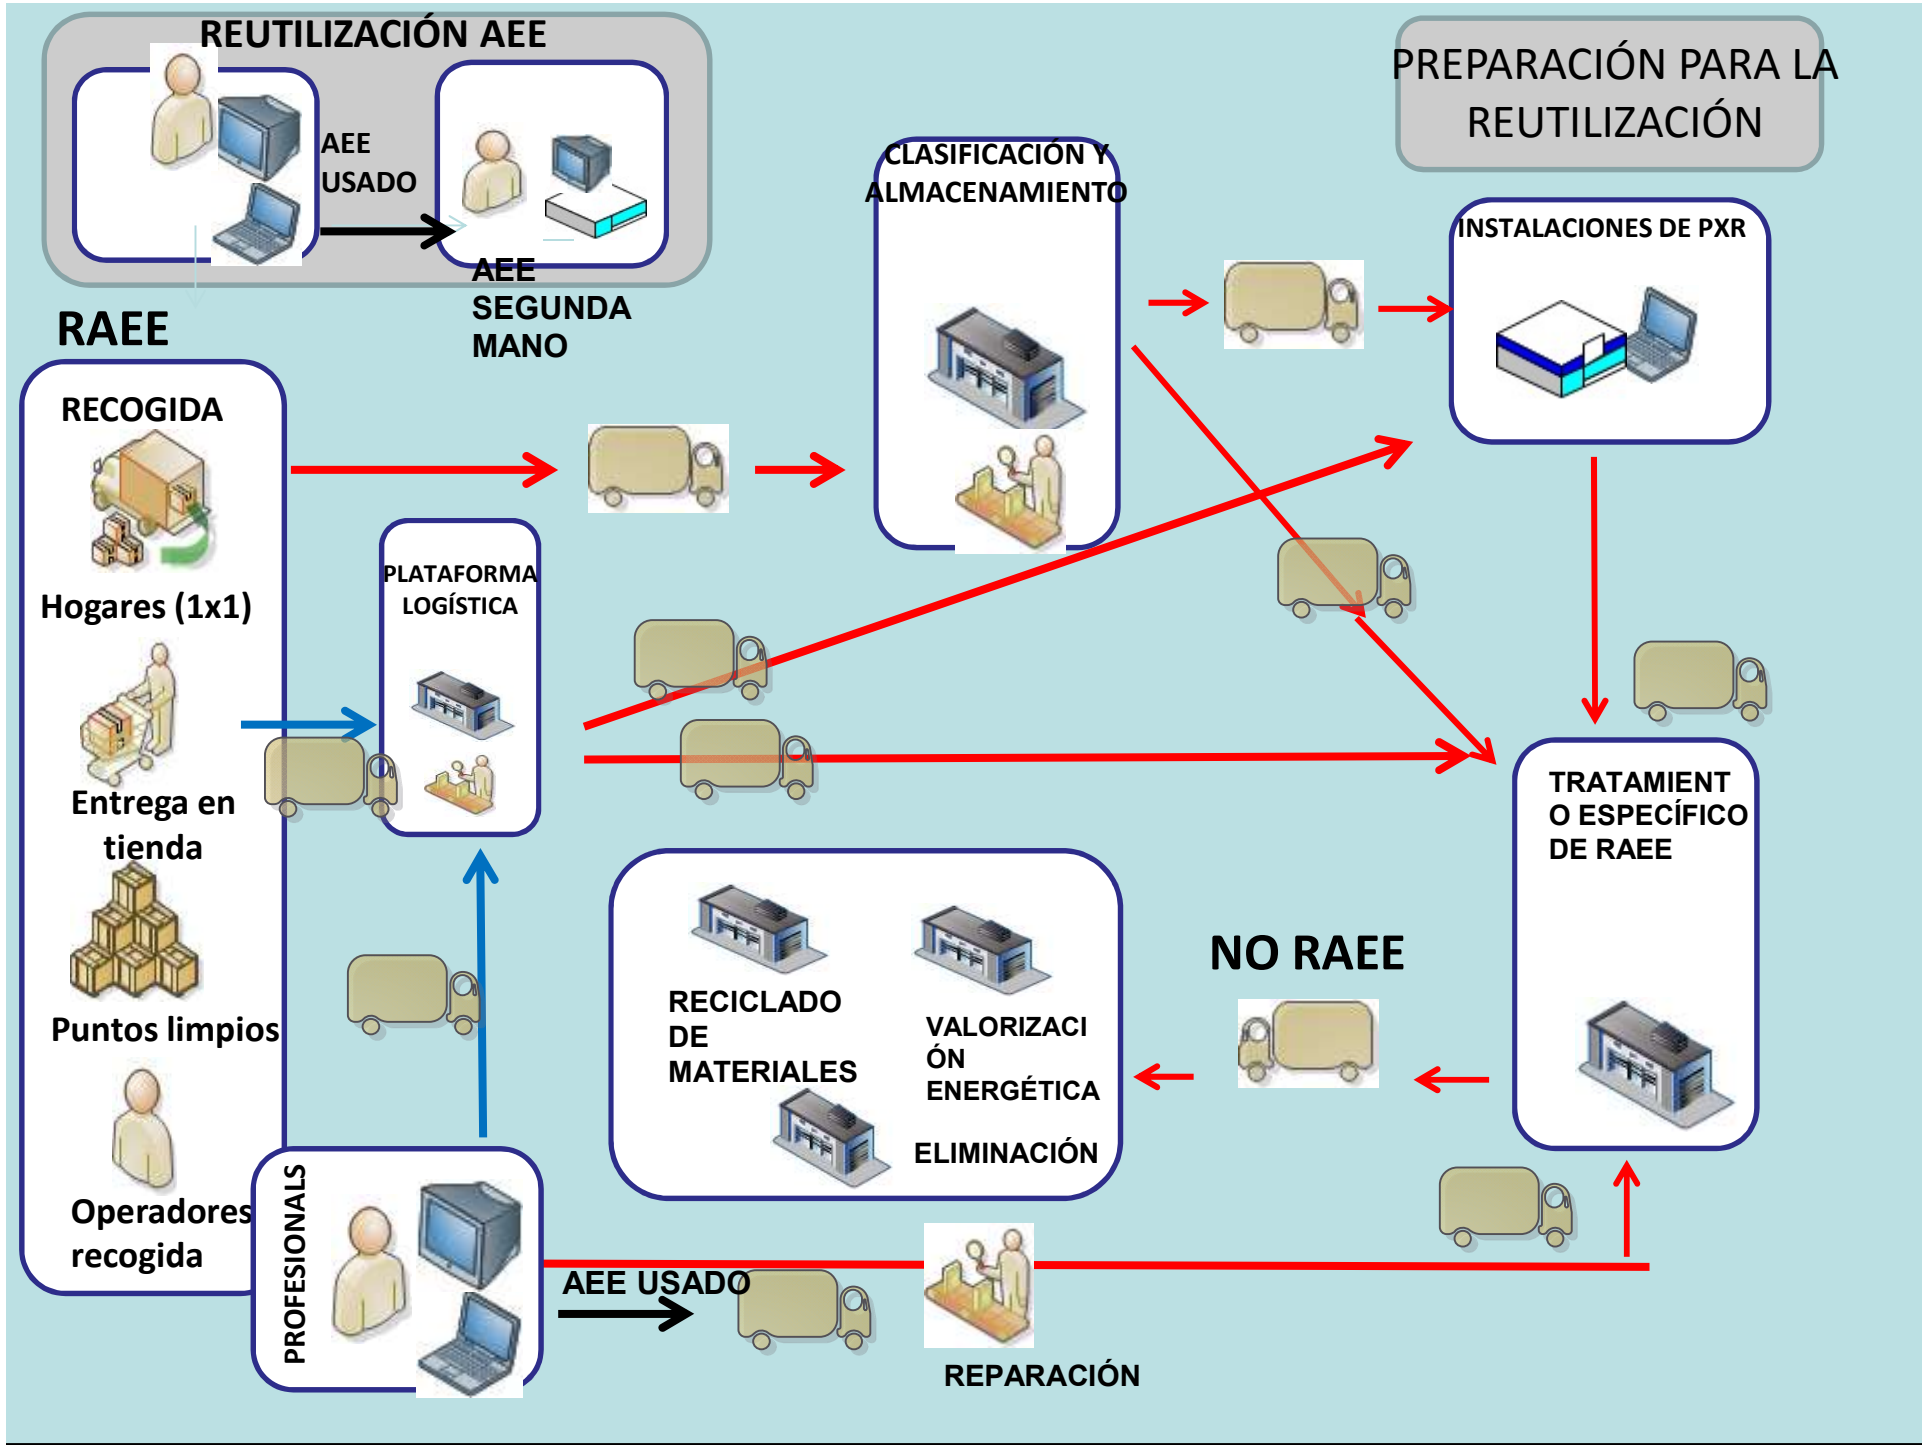 REUTILIZACIÓN AEE
AEE
USADO
AEE
SEGUNDA
MANO
PREPARACIÓN PARA LA
REUTILIZACIÓN
CLASIFICACIÓN Y
ALMACENAMIENTO
INSTALACIONES DE PXR
RAEE
RECOGIDA
Hogares (1x1)
Entrega en
tienda
Puntos limpios
Operadores
recogida
PLATAFORMA
LOGÍSTICA
TRATAMIENT
O ESPECÍFICO
DE RAEE
NO RAEE
RECICLADO
DE
MATERIALES
VALORIZACI
ÓN
ENERGÉTICA
ELIMINACIÓN
PROFESIONALS
AEE USADO
REPARACIÓN